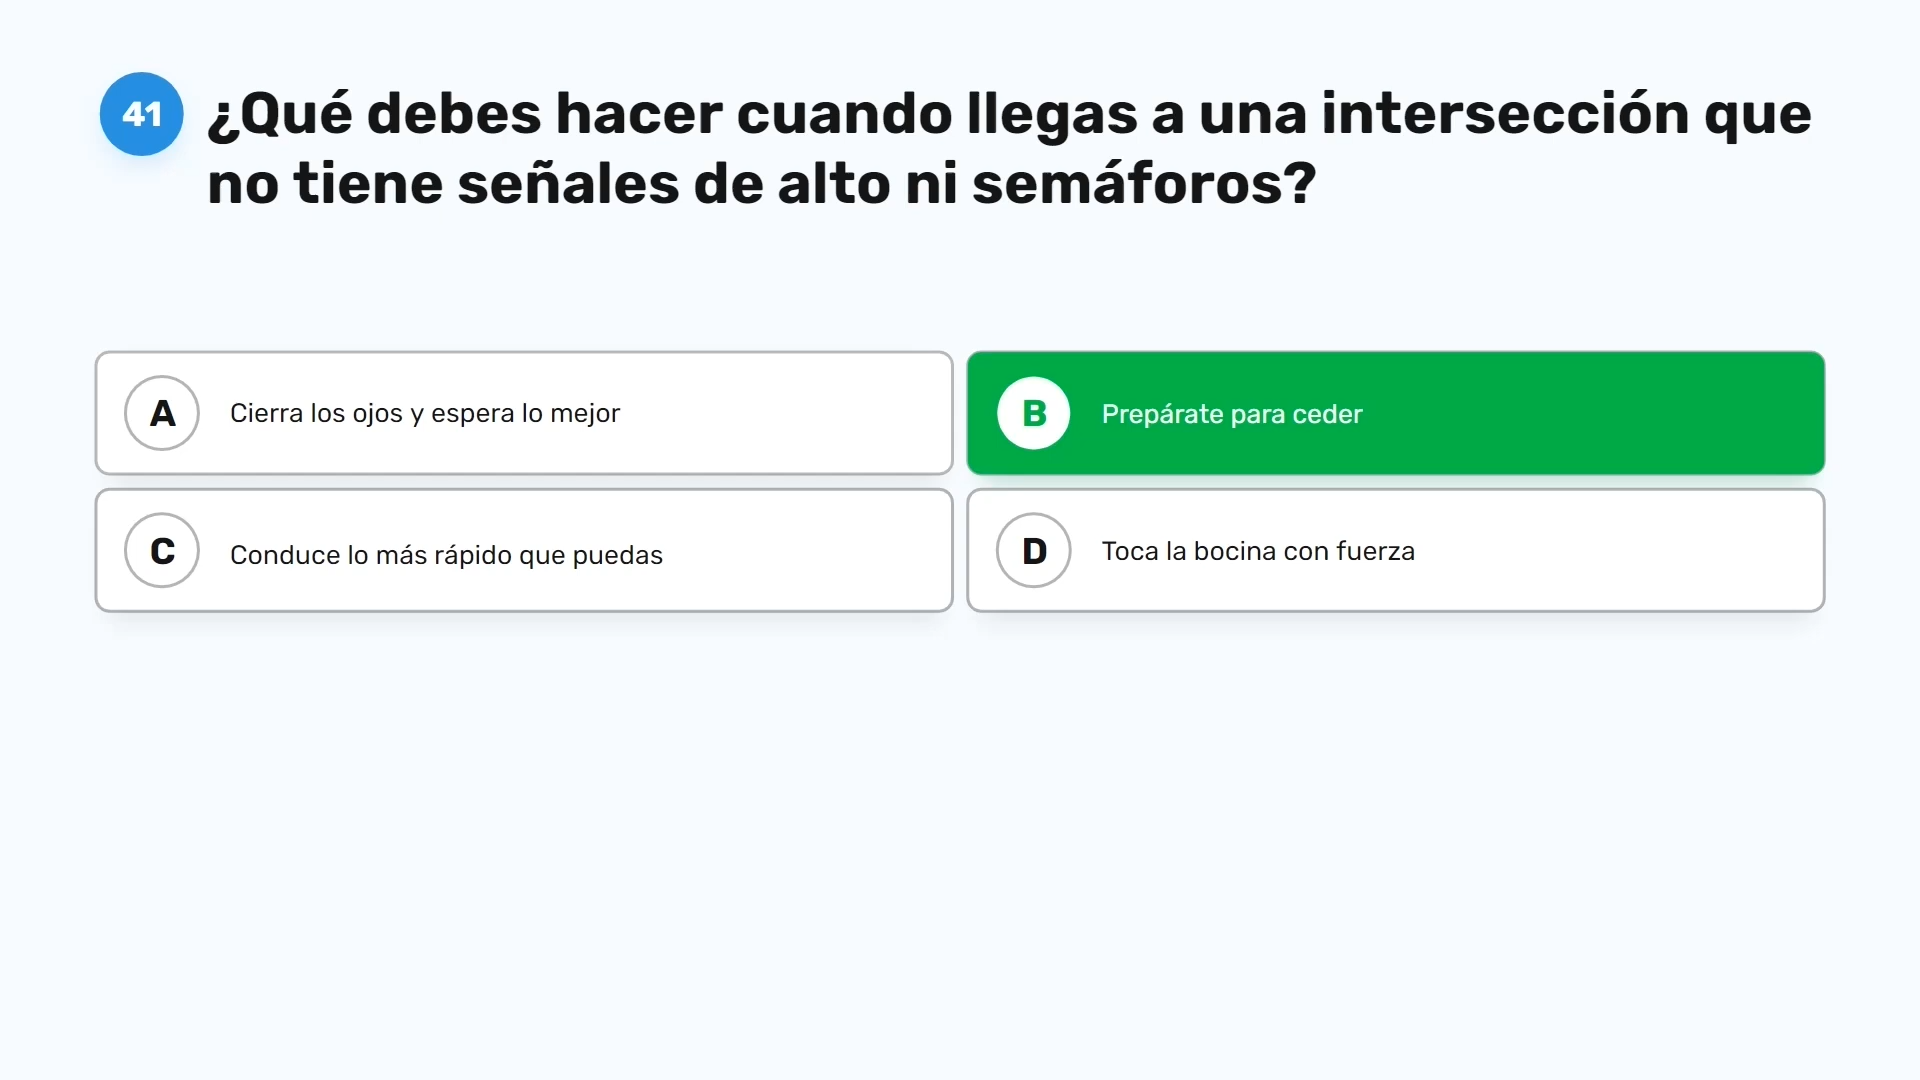 41
¿Qué debes hacer cuando llegas a una intersección que
no tiene señales de alto ni semáforos?
A Cierra los ojos y espera lo mejor
B Prepárate para ceder
C Conduce lo más rápido que puedas
D Toca la bocina con fuerza